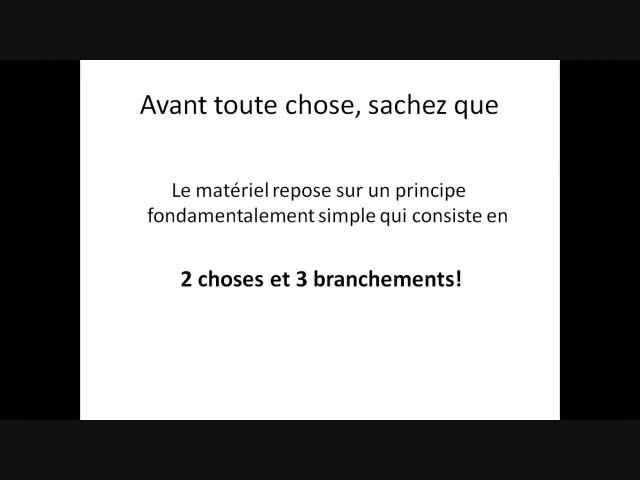 Avant toute chose, sachez que
Le matériel repose sur un principe
fondamentalement simple qui consiste en
2 choses et 3 branchements!